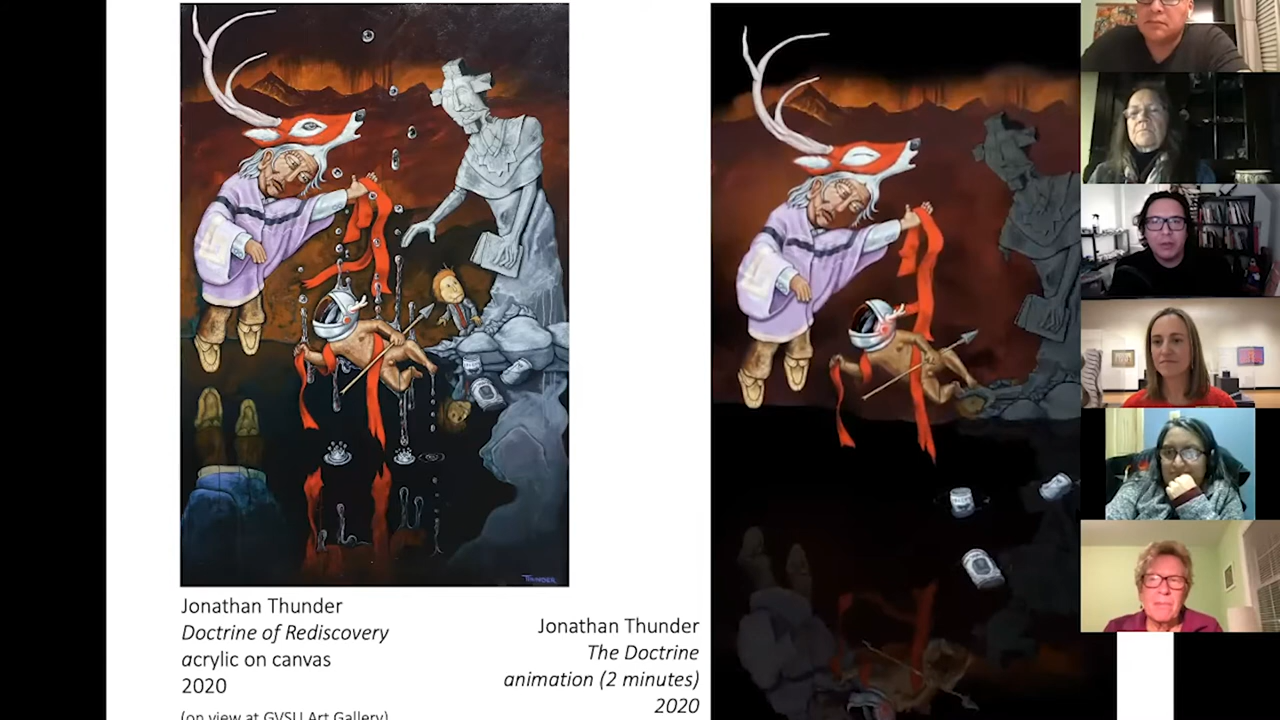 THUNDER
Jonathan Thunder
Doctrine of Rediscovery
acrylic on canvas
2020
(on view at GVSU Art Gallery)
Jonathan Thunder
The Doctrine
animation (2 minutes)
2020